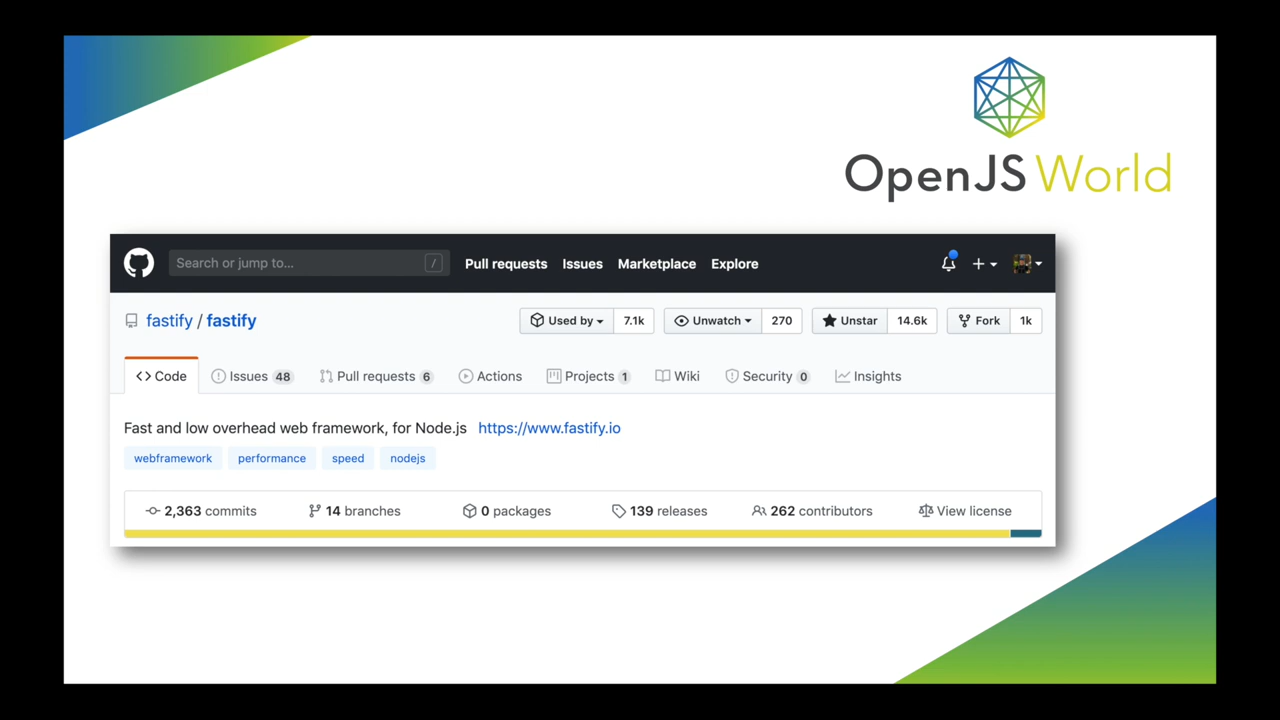 OpenJS World
Search or jump to... / Pull requests Issues Marketplace Explore
fastify / fastify Used by 7.1k Unwatch 270 Unstar 14.6k Fork 1k
Code Issues 48 Pull requests 6 Actions Projects 1 Wiki Security 0 Insights
Fast and low overhead web framework, for Node.js https://www.fastify.io
webframework performance speed nodejs
2,363 commits 14 branches 0 packages 139 releases 262 contributors View license